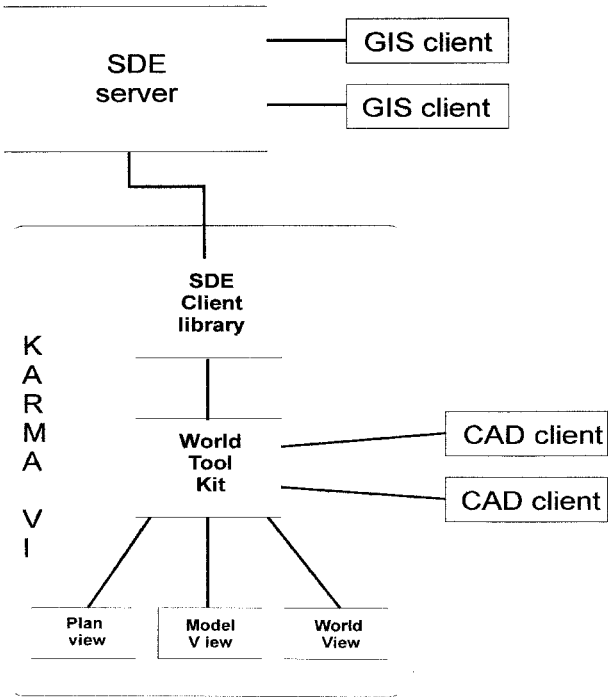 SDE
server
GIS client
GIS client
SDE
Client
library
K
A
R
M
A
V
I
World
Tool
Kit
CAD client
CAD client
Plan
view
Model
V iew
World
View